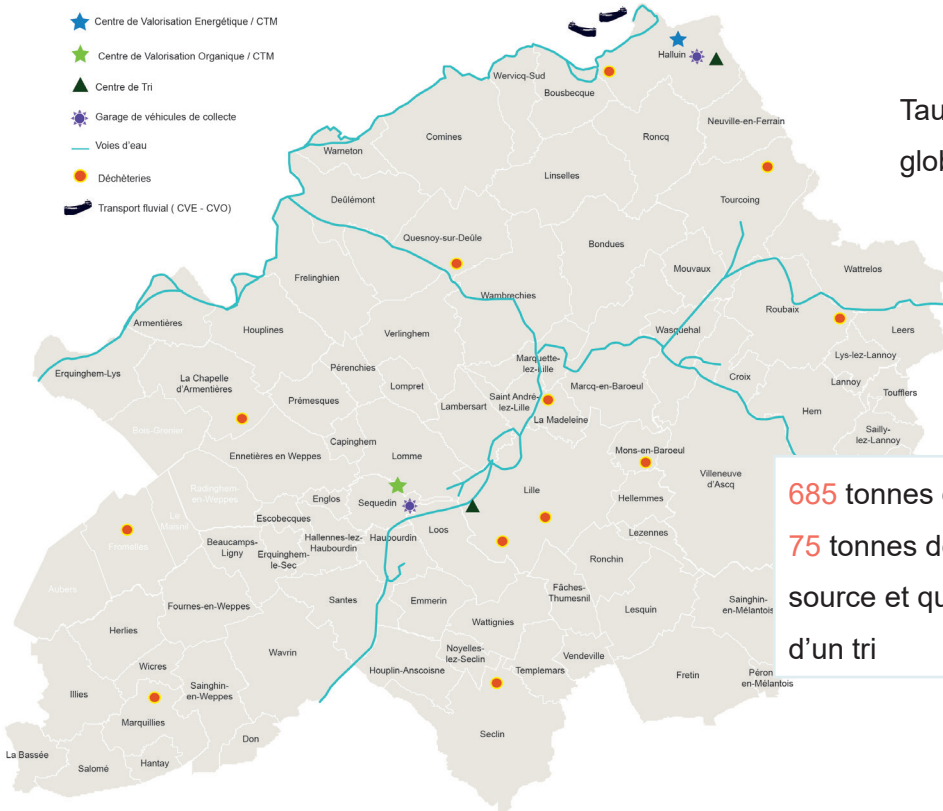 Centre de Valorisation Energétique / CTM
Centre de Valorisation Organique / CTM
Centre de Tri
Garage de véhicules de collecte
Voies d'eau
Déchèteries
Transport fluvial ( CVE - CVO)
Halluin
Wervicq-Sud
Bousbecque
Neuville-en-Ferrain
Comines
Roncq
Warneton
Linselles
Deûlémont
Tourcoing
Quesnoy-sur-Deûle
Bondues
Mouvaux
Wattrelos
Frelinghien
Wambrechies
Roubaix
Armentières
Houplines
Verlinghem
Wasquehal
Leers
Marquette-
lez-Lille
Lys-lez-Lannoy
Erquinghem-Lys
La Chapelle
d'Armentières
Pérenchies
Lompret
Marcq-en-Baroeul
Croix
Lannoy
Toufflers
Prémesques
Lambersart
Saint André-
lez-Lille
La Madeleine
Hem
Sailly-
lez-Lannoy
Bois-Grenier
Capinghem
Ennetières en Weppes
Lomme
Mons-en-Baroeul
Villeneuve
d'Ascq
Radinghem-
en-Weppes
Englos
Sequedin
Lille
Hellemmes
Le
Maisnil
Escobecques
Fromelles
Beaucamps-
Ligny
Erquinghem-
le-Sec
Hallennes-lez-
Haubourdin
Haubourdin
Loos
Lezennes
Ronchin
Aubers
Fournes-en-Weppes
Santes
Emmerin
Fâches-
Thumesnil
Lesquin
Sainghin-
en-Mélantois
Herlies
Wattignies
Wicres
Wavrin
Noyelles-
lez-Seclin
Vendeville
Houplin-Anscoisne
Templemars
Fretin
Péron
en-Mélantois
Illies
Sainghin-
en-Weppes
Marquillies
Seclin
Don
La Bassée
Salomé
Hantay
Tau
glob
685 tonnes
75 tonnes de
source et qu
d'un tri